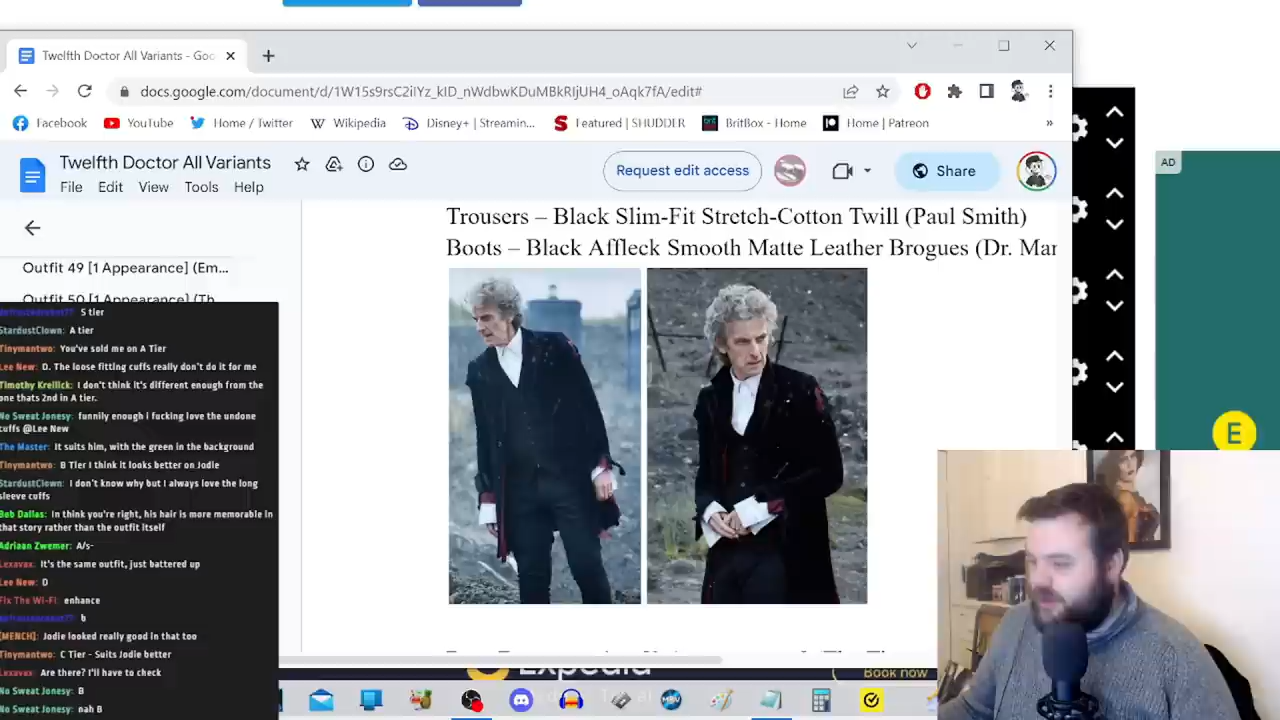 Twelfth Doctor All Variants - Goo
docs.google.com/document/d/1W15s9rsC2iIYz_kID_nWdbwKDuMBkRIjUH4_oAqk7fA/edit#
Facebook
YouTube
Home / Twitter
Wikipedia
Disney+ | Streamin...
Featured | SHUDDER
BritBox - Home
Home | Patreon
»
Twelfth Doctor All Variants
Request edit access
Share
File Edit View Tools Help
AD
Trousers – Black Slim-Fit Stretch-Cotton Twill (Paul Smith)
Boots – Black Affleck Smooth Matte Leather Brogues (Dr. Mar
Outfit 49 [1 Appearance] (Em...
Outfit 50 [1 Appearance] (Th
S tier
StardustClown: A tier
Tinymantwo: You've sold me on A Tier
Lee New: D. The loose fitting cuffs really don't do it for me
Timothy Krellick: I don't think it's different enough from the
one thats 2nd in A tier.
No Sweat Jonesy: funnily enough i fucking love the undone
cuffs @Lee New
The Master: It suits him, with the green in the background
Tinymantwo: B Tier I think it looks better on Jodie
StardustClown: I don't know why but I always love the long
sleeve cuffs
Bob Dallas: In think you're right, his hair is more memorable in
that story rather than the outfit itself
Adriaan Zwemer: A/s-
Lexavax: It's the same outfit, just battered up
Lee New: D
Fix The Wi-Fi: enhance
b
[MENCH]: Jodie looked really good in that too
Tinymantwo: C Tier - Suits Jodie better
Lexavax: Are there? I'll have to check
No Sweat Jonesy: B
No Sweat Jonesy: nah B
E
Expedia
Book now